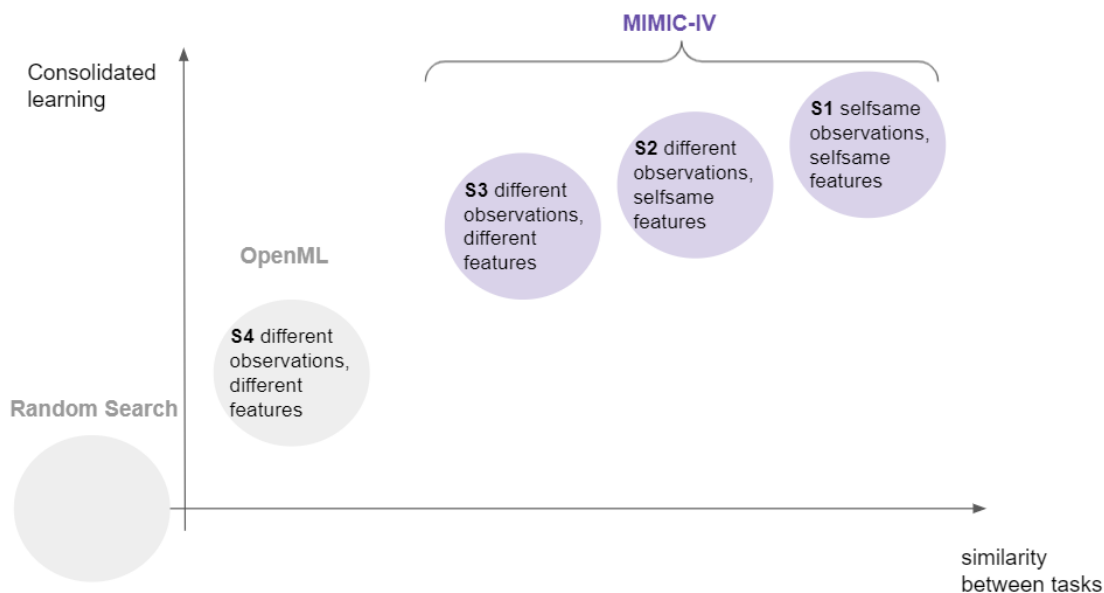 MIMIC-IV
Consolidated
learning
S1 selfsame
observations,
selfsame
features
S2 different
observations,
selfsame
features
S3 different
observations,
different
features
OpenML
S4 different
observations,
different
features
Random Search
similarity
between tasks